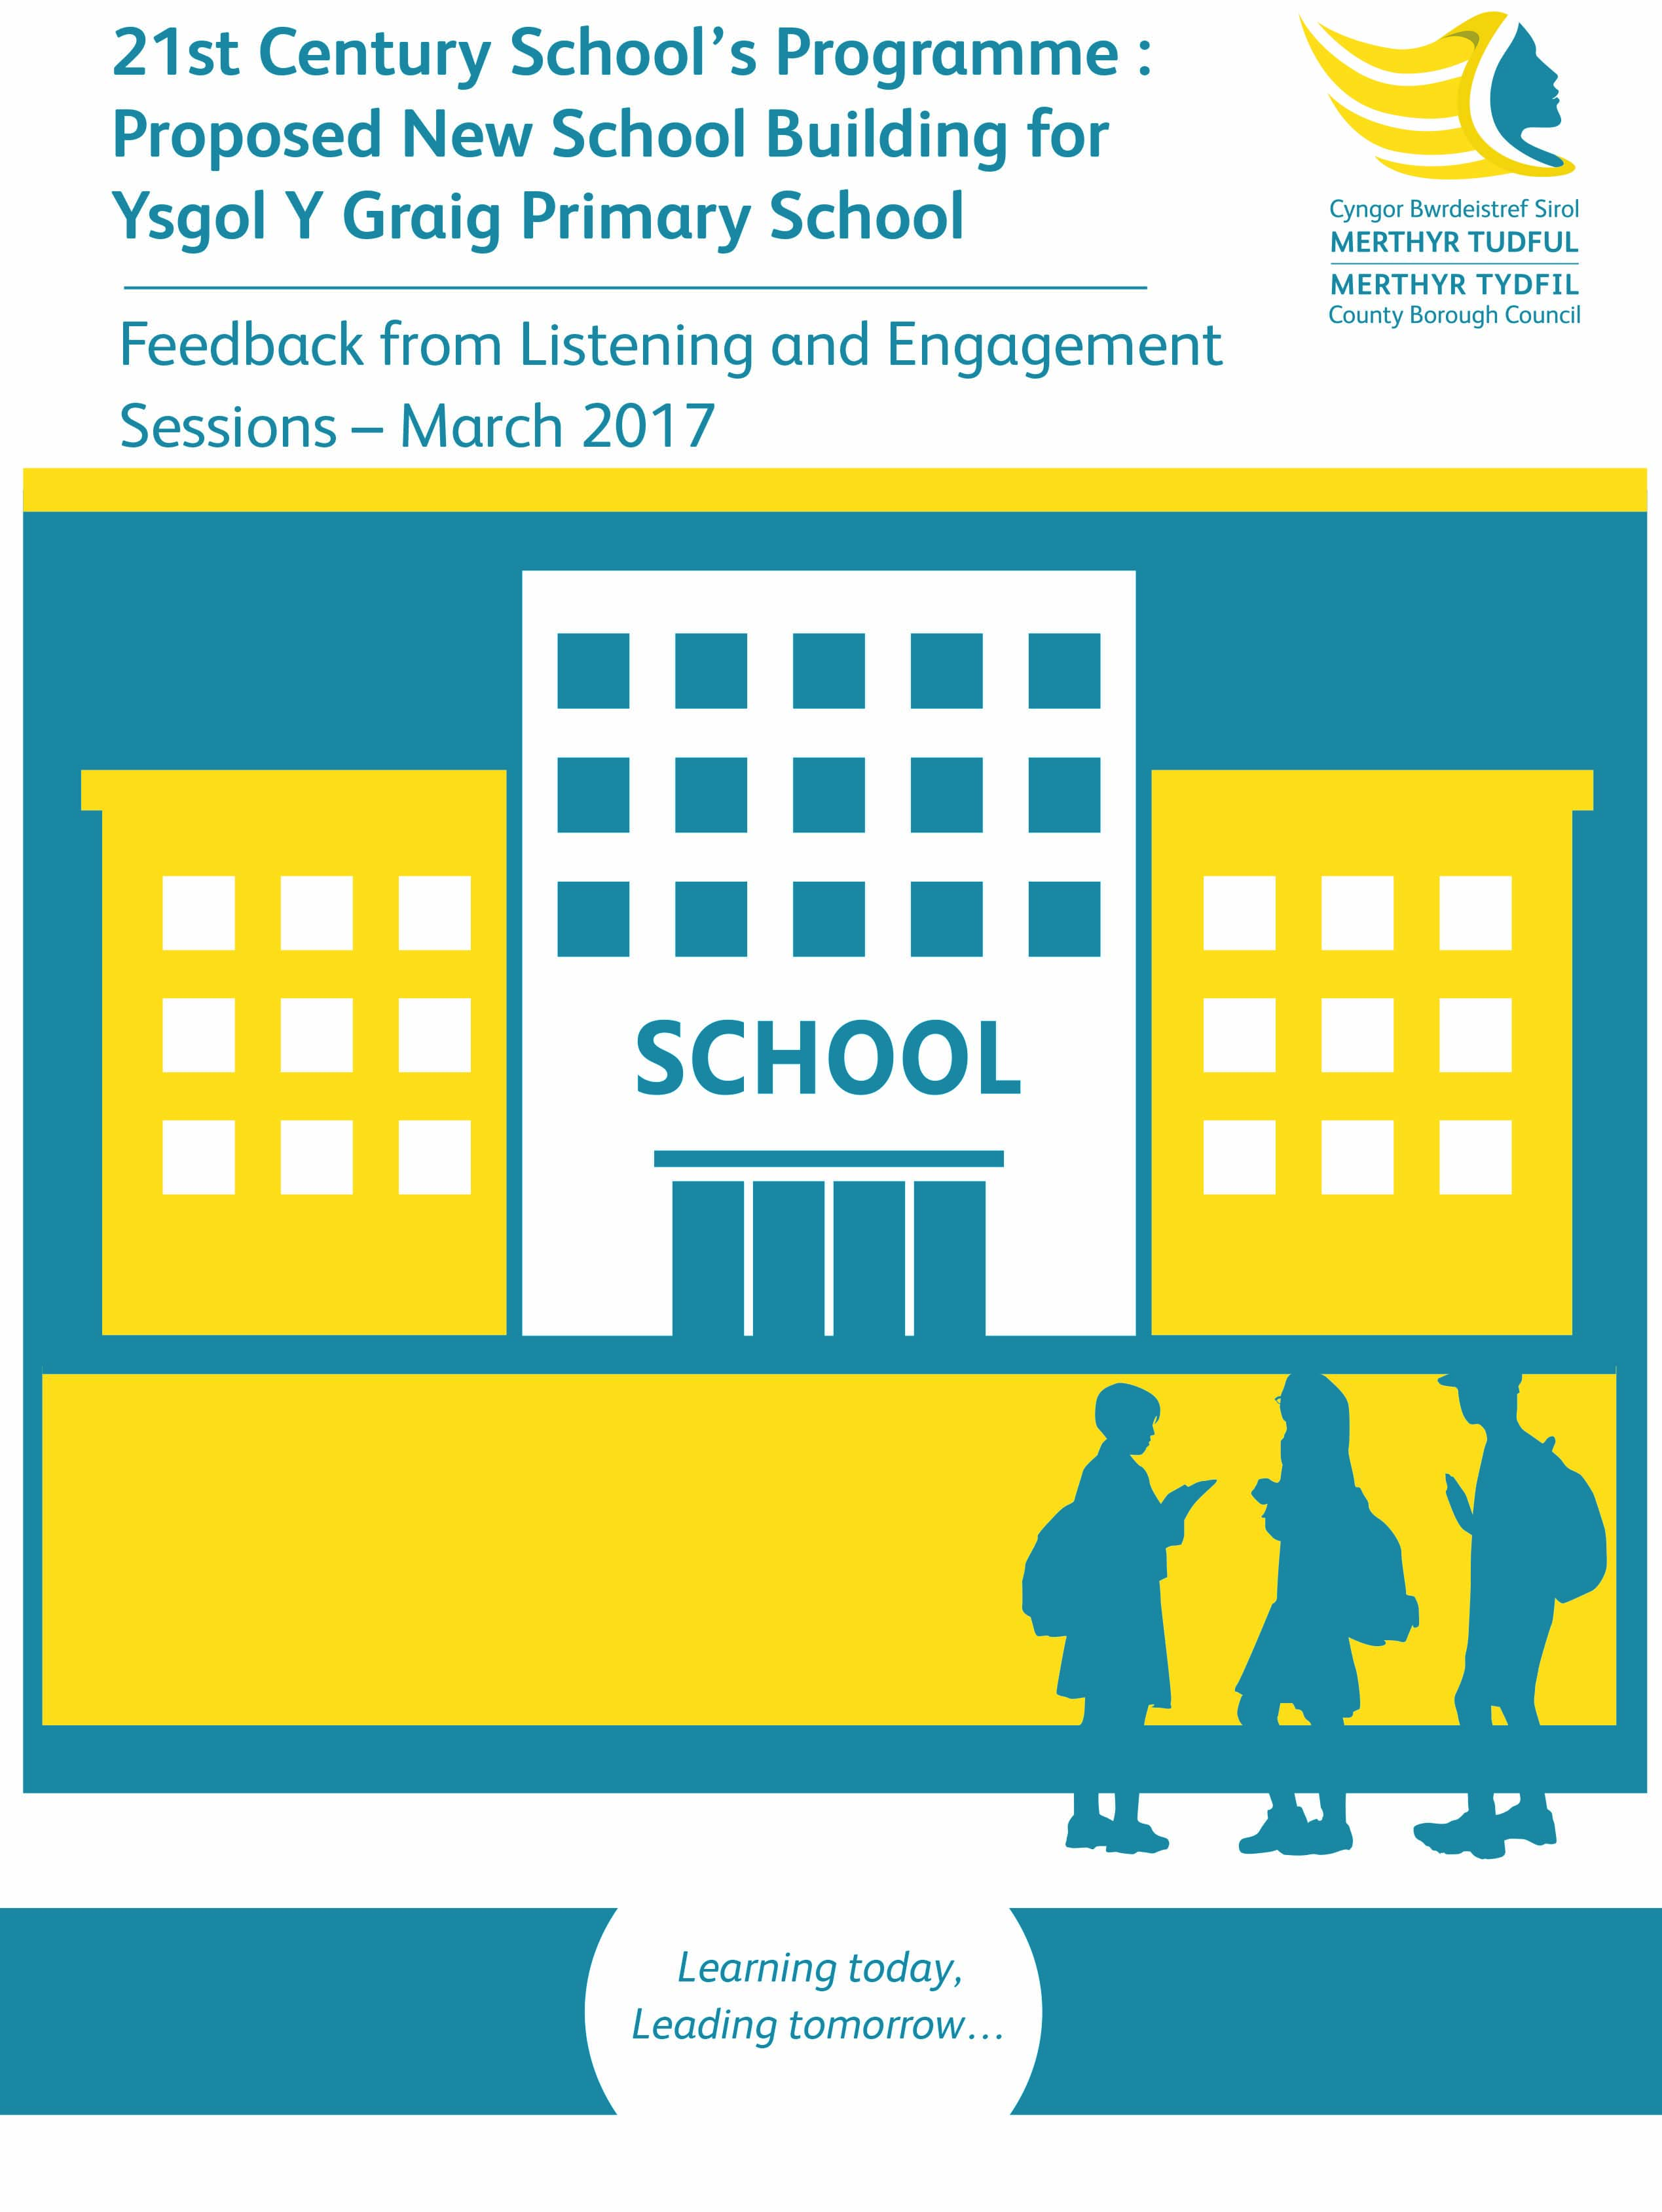 21st Century School’s Programme :
Proposed New School Building for
Ysgol Y Graig Primary School
Feedback from Listening and Engagement
Sessions – March 2017
Cyngor Bwrdeistref Sirol
MERTHYR TUDFUL
MERTHYR TYDFIL
County Borough Council
SCHOOL
Learning today,
Leading tomorrow…